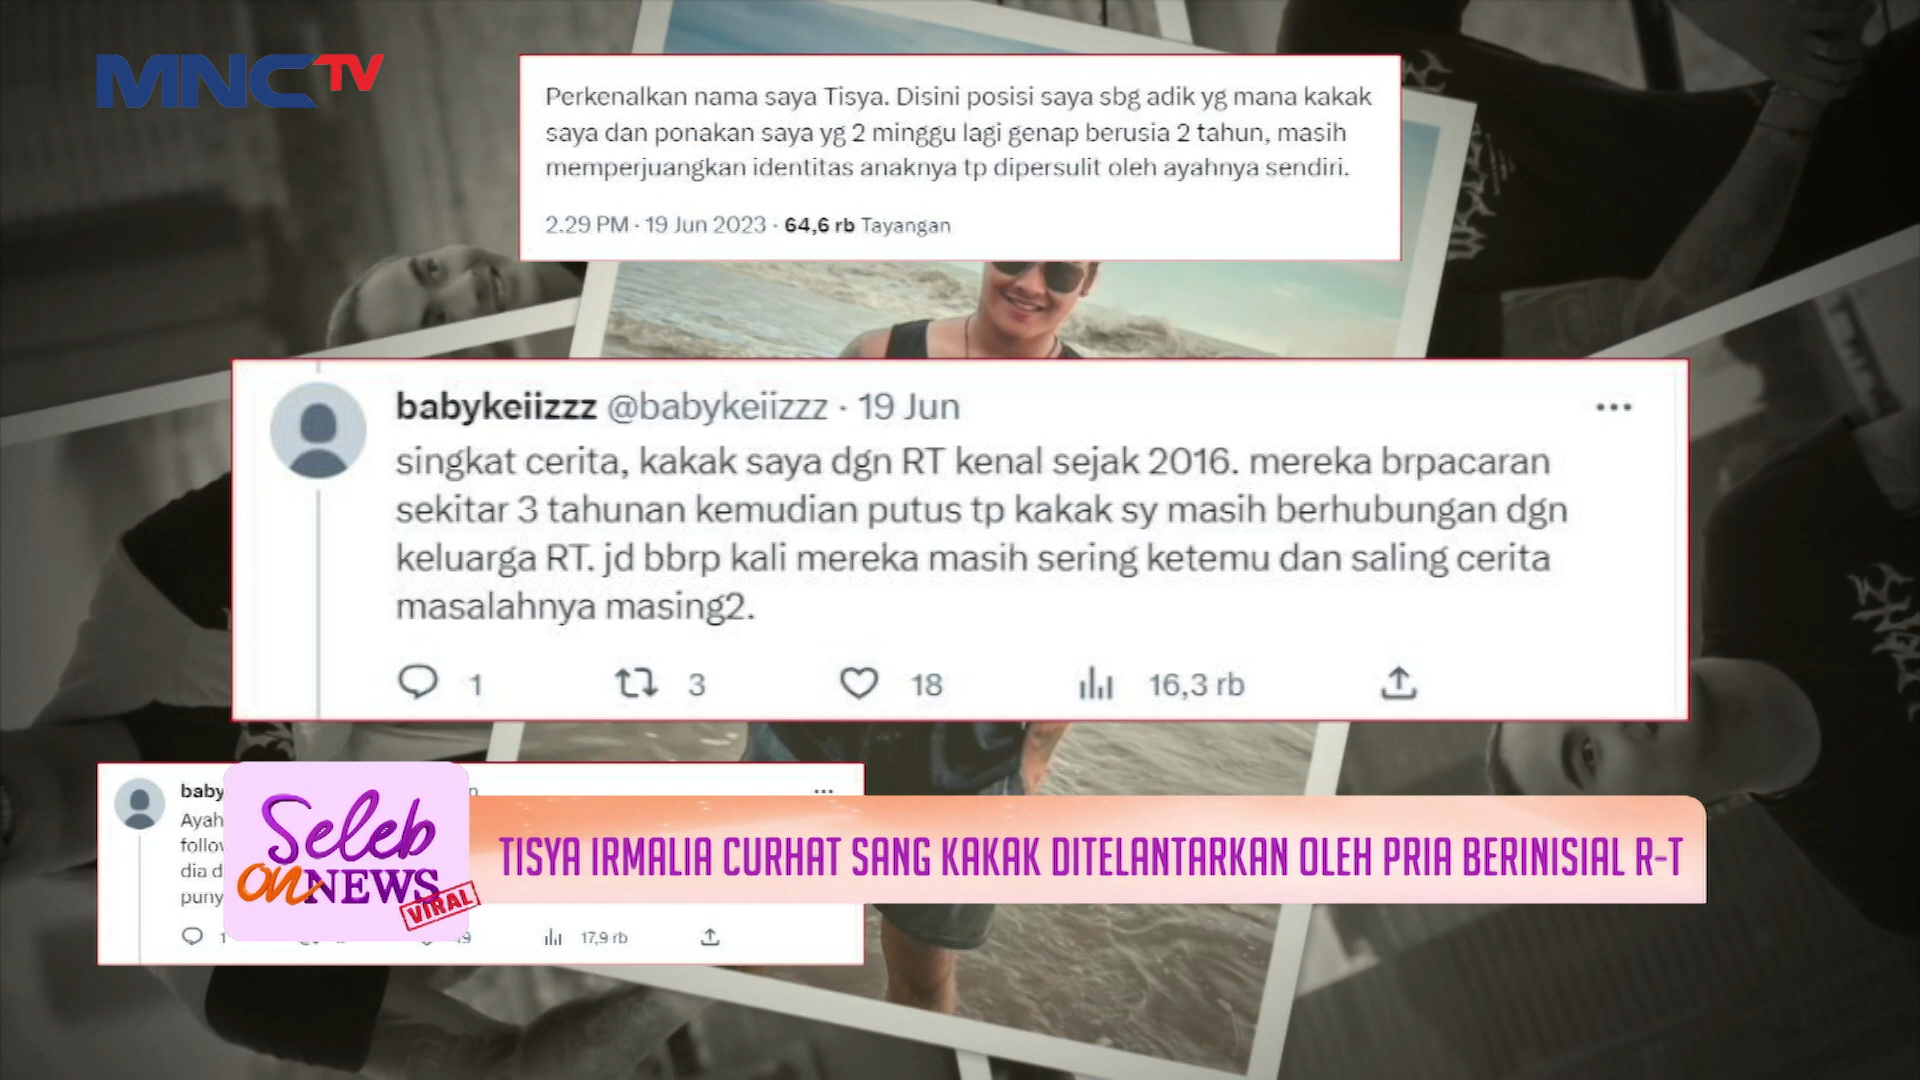 MNCTV
Perkenalkan nama saya Tisya. Disini posisi saya sbg adik yg mana kakak
saya dan ponakan saya yg 2 minggu lagi genap berusia 2 tahun, masih
memperjuangkan identitas anaknya tp dipersulit oleh ayahnya sendiri.
2.29 PM · 19 Jun 2023 · 64,6 rb Tayangan
babykeiizzz @babykeiizzz · 19 Jun
singkat cerita, kakak saya dgn RT kenal sejak 2016. mereka brpacaran
sekitar 3 tahunan kemudian putus tp kakak sy masih berhubungan dgn
keluarga RT. jd bbrp kali mereka masih sering ketemu dan saling cerita
masalahnya masing2.
1 3 18 16,3 rb
baby
Ayah
dia d
17,9 rb
Seleb
on NEWS
VIRAL
TISYA IRMALIA CURHAT SANG KAKAK DITELANTARKAN OLEH PRIA BERINISIAL R-T